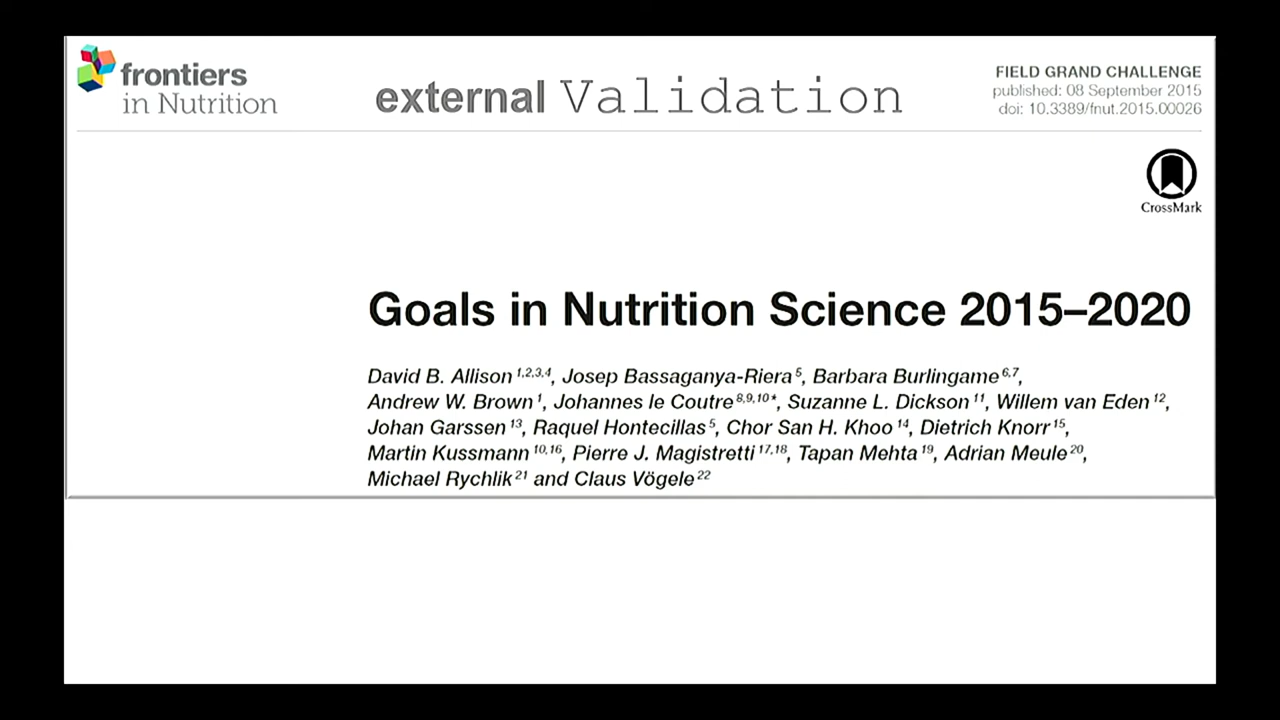 frontiers
in Nutrition
external Validation
FIELD GRAND CHALLENGE
published: 08 September 2015
doi: 10.3389/fnut.2015.00026
CrossMark
Goals in Nutrition Science 2015–2020
David B. Allison 1,2,3,4, Josep Bassaganya-Riera 5, Barbara Burlingame 6,7,
Andrew W. Brown 1, Johannes le Coutre 8,9,10*, Suzanne L. Dickson 11, Willem van Eden 12,
Johan Garssen 13, Raquel Hontecillas 5, Chor San H. Khoo 14, Dietrich Knorr 15,
Martin Kussmann 10,16, Pierre J. Magistretti 17,18, Tapan Mehta 19, Adrian Meule 20,
Michael Rychlik 21 and Claus Vögele 22